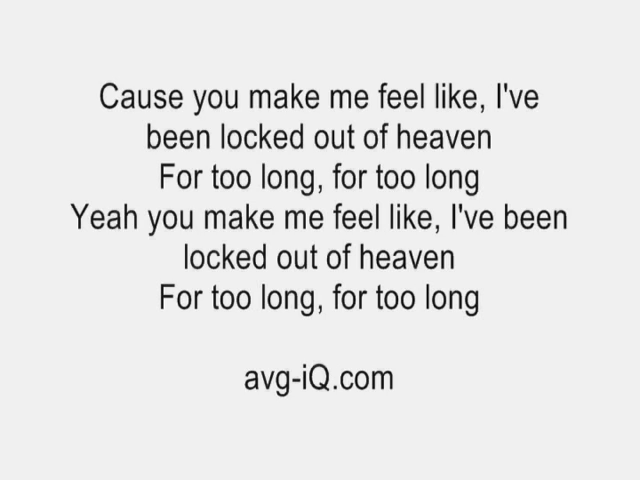 Cause you make me feel like, I've
been locked out of heaven
For too long, for too long
Yeah you make me feel like, I've been
locked out of heaven
For too long, for too long
avg-iQ.com